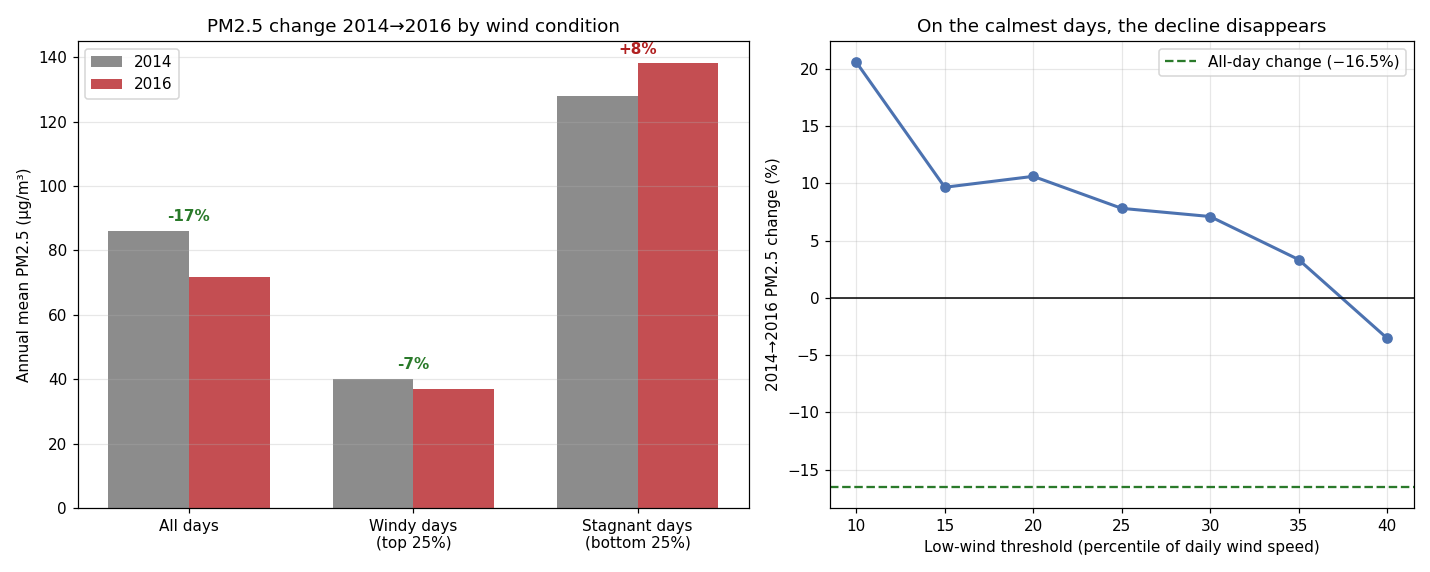 PM2.5 change 2014→2016 by wind condition
Annual mean PM2.5 (µg/m³)
140
120
100
80
60
40
20
0
2014
2016
-17%
-7%
+8%
All days
Windy days
(top 25%)
Stagnant days
(bottom 25%)
On the calmest days, the decline disappears
2014→2016 PM2.5 change (%)
20
15
10
5
0
−5
−10
−15
All-day change (−16.5%)
10
15
20
25
30
35
40
Low-wind threshold (percentile of daily wind speed)